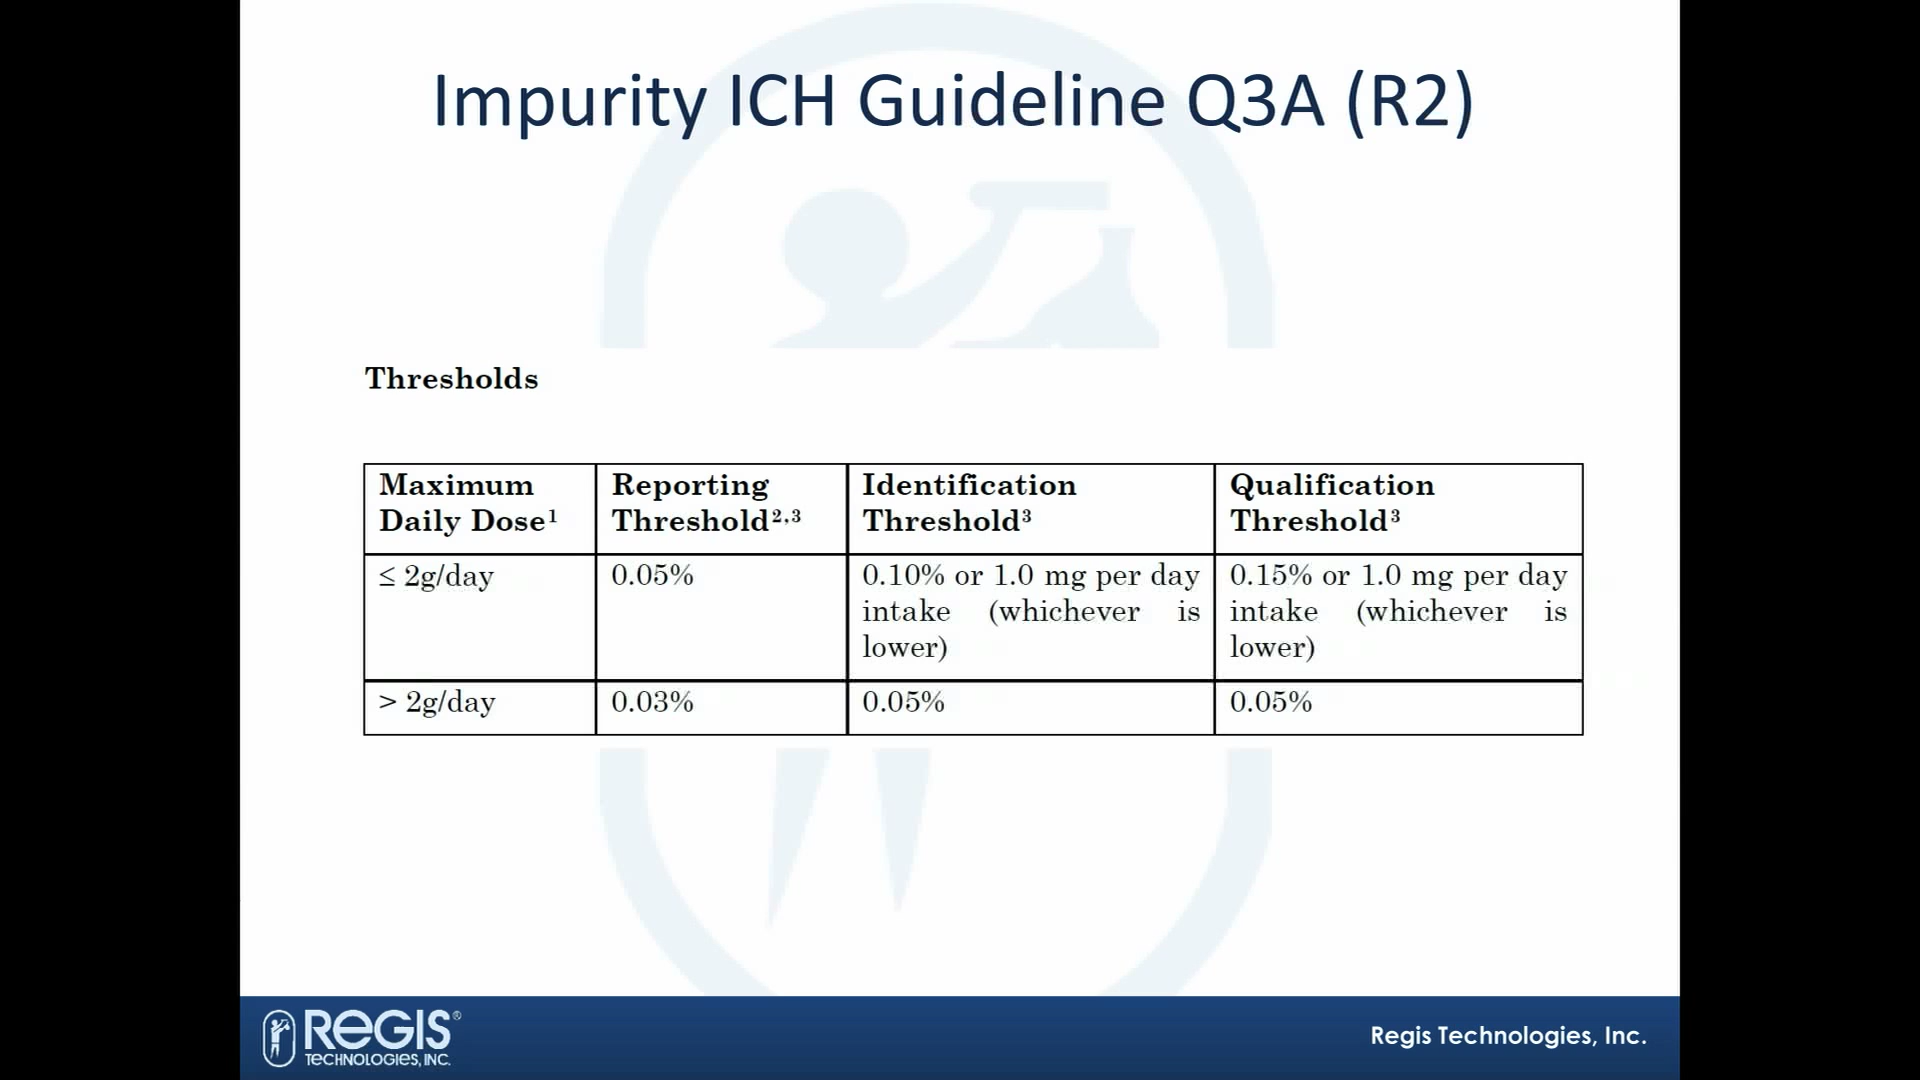 Impurity ICH Guideline Q3A (R2)
Thresholds
Maximum Daily Dose¹
Reporting Threshold²,³
Identification Threshold³
Qualification Threshold³
≤ 2g/day
0.05%
0.10% or 1.0 mg per day intake (whichever is lower)
0.15% or 1.0 mg per day intake (whichever is lower)
> 2g/day
0.03%
0.05%
0.05%
REGIS®
TECHNOLOGIES, INC.
Regis Technologies, Inc.